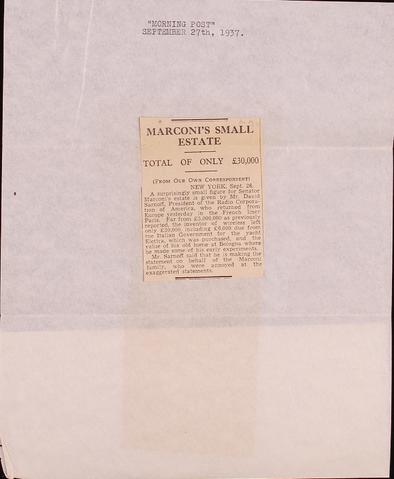 "MORNING POST"
SEPTEMBER 27th, 1937.
MARCONI'S SMALL
ESTATE
TOTAL OF ONLY £30,000
(FROM OUR OWN CORRESPONDENT)
NEW YORK, Sept. 26.
A surprisingly small figure for Senator
Marconi's estate is given by Mr. David
Sarnoff, President of the Radio Corpora-
tion of America, who returned from
Europe yesterday in the French liner
Paris. Far from £5,000,000 as previously
reported, the inventor of wireless left
only £30,000, including £6,000 due from
the Italian Government for the yacht
Elettra, which was purchased, and the
value of his old home at Bologna where
he made some of his early experiments.
Mr. Sarnoff said that he is making the
statement on behalf of the Marconi
family, who were annoyed at the
exaggerated statements.